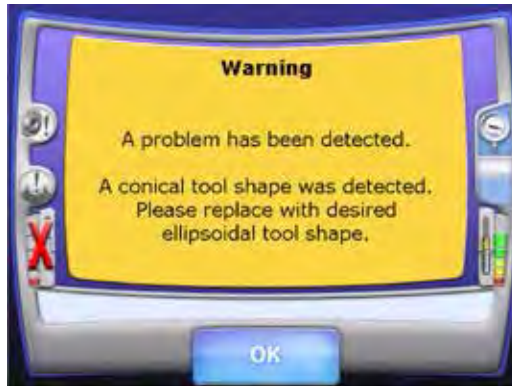 Warning
A problem has been detected.
A conical tool shape was detected.
Please replace with desired
ellipsoidal tool shape.
OK